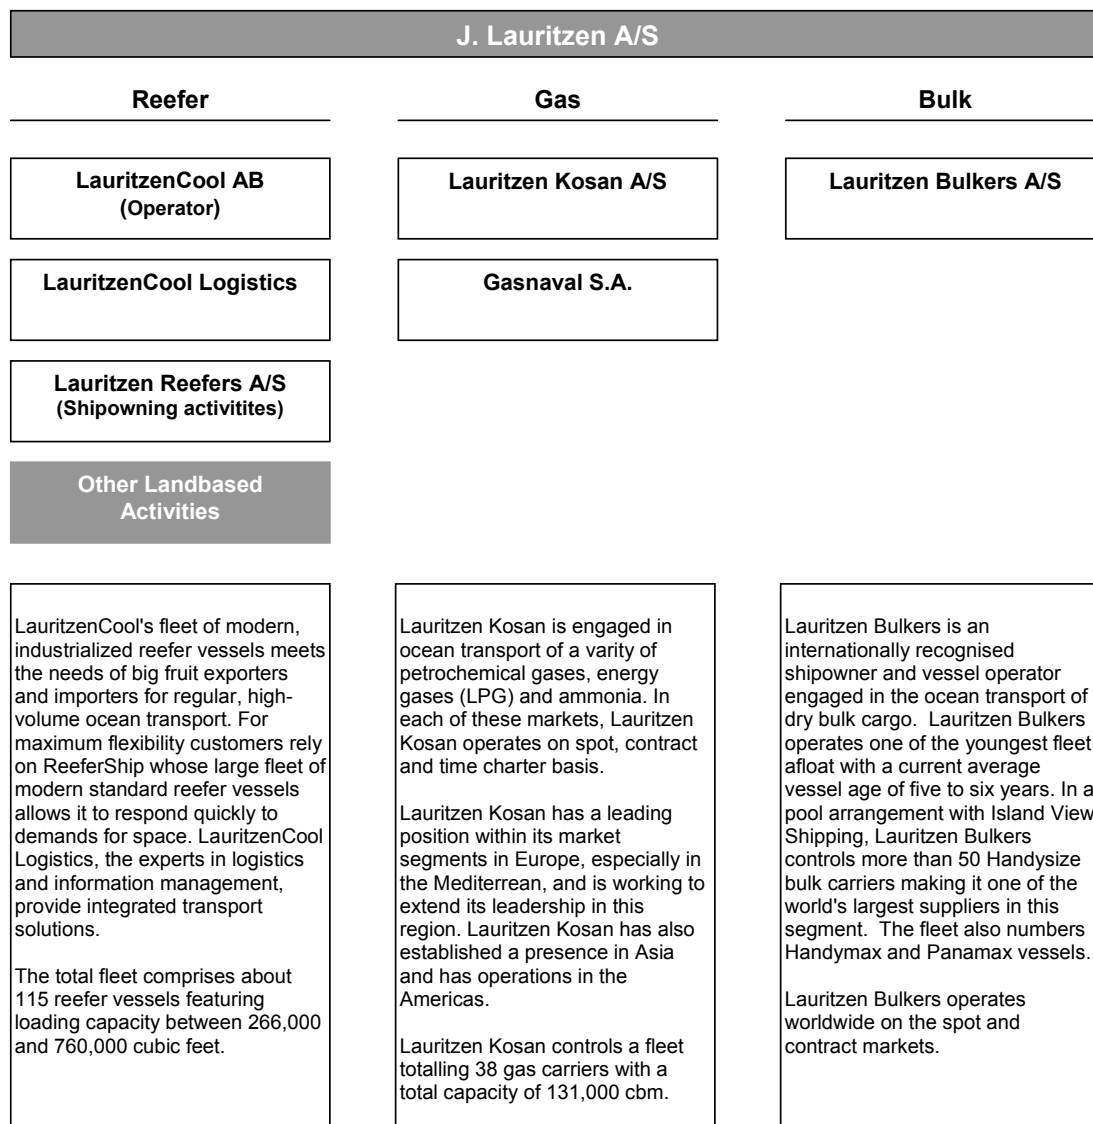 J. Lauritzen A/S
Reefer
Gas
Bulk
LauritzenCool AB
(Operator)
Lauritzen Kosan A/S
Lauritzen Bulkers A/S
LauritzenCool Logistics
Gasnaval S.A.
Lauritzen Reefers A/S
(Shipowning activitites)
Other Landbased
Activities
LauritzenCool's fleet of modern,
industrialized reefer vessels meets
the needs of big fruit exporters
and importers for regular, high-
volume ocean transport. For
maximum flexibility customers rely
on ReeferShip whose large fleet of
modern standard reefer vessels
allows it to respond quickly to
demands for space. LauritzenCool
Logistics, the experts in logistics
and information management,
provide integrated transport
solutions.
The total fleet comprises about
115 reefer vessels featuring
loading capacity between 266,000
and 760,000 cubic feet.
Lauritzen Kosan is engaged in
ocean transport of a varity of
petrochemical gases, energy
gases (LPG) and ammonia. In
each of these markets, Lauritzen
Kosan operates on spot, contract
and time charter basis.
Lauritzen Kosan has a leading
position within its market
segments in Europe, especially in
the Mediterrean, and is working to
extend its leadership in this
region. Lauritzen Kosan has also
established a presence in Asia
and has operations in the
Americas.
Lauritzen Kosan controls a fleet
totalling 38 gas carriers with a
total capacity of 131,000 cbm.
Lauritzen Bulkers is an
internationally recognised
shipowner and vessel operator
engaged in the ocean transport of
dry bulk cargo. Lauritzen Bulkers
operates one of the youngest fleet
afloat with a current average
vessel age of five to six years. In a
pool arrangement with Island View
Shipping, Lauritzen Bulkers
controls more than 50 Handysize
bulk carriers making it one of the
world's largest suppliers in this
segment. The fleet also numbers
Handymax and Panamax vessels.
Lauritzen Bulkers operates
worldwide on the spot and
contract markets.